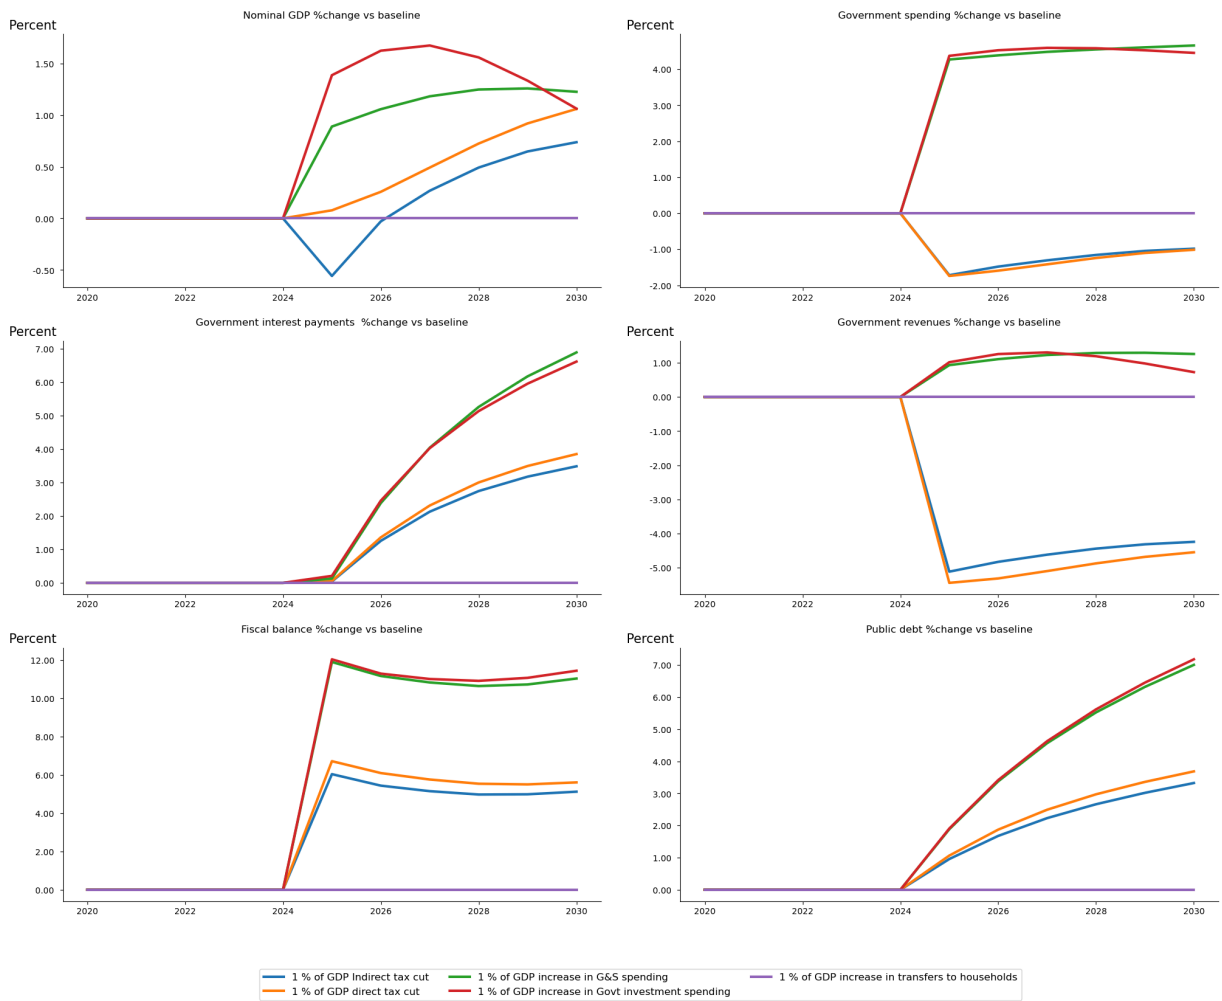 Nominal GDP %change vs baseline
Percent
1.50
1.00
0.50
0.00
-0.50
2020 2022 2024 2026 2028 2030
Government spending %change vs baseline
Percent
4.00
3.00
2.00
1.00
0.00
-1.00
-2.00
2020 2022 2024 2026 2028 2030
Government interest payments  %change vs baseline
Percent
7.00
6.00
5.00
4.00
3.00
2.00
1.00
0.00
2020 2022 2024 2026 2028 2030
Government revenues %change vs baseline
Percent
1.00
0.00
-1.00
-2.00
-3.00
-4.00
-5.00
2020 2022 2024 2026 2028 2030
Fiscal balance %change vs baseline
Percent
12.00
10.00
8.00
6.00
4.00
2.00
0.00
2020 2022 2024 2026 2028 2030
Public debt %change vs baseline
Percent
7.00
6.00
5.00
4.00
3.00
2.00
1.00
0.00
2020 2022 2024 2026 2028 2030
1 % of GDP Indirect tax cut
1 % of GDP direct tax cut
1 % of GDP increase in G&S spending
1 % of GDP increase in Govt investment spending
1 % of GDP increase in transfers to households